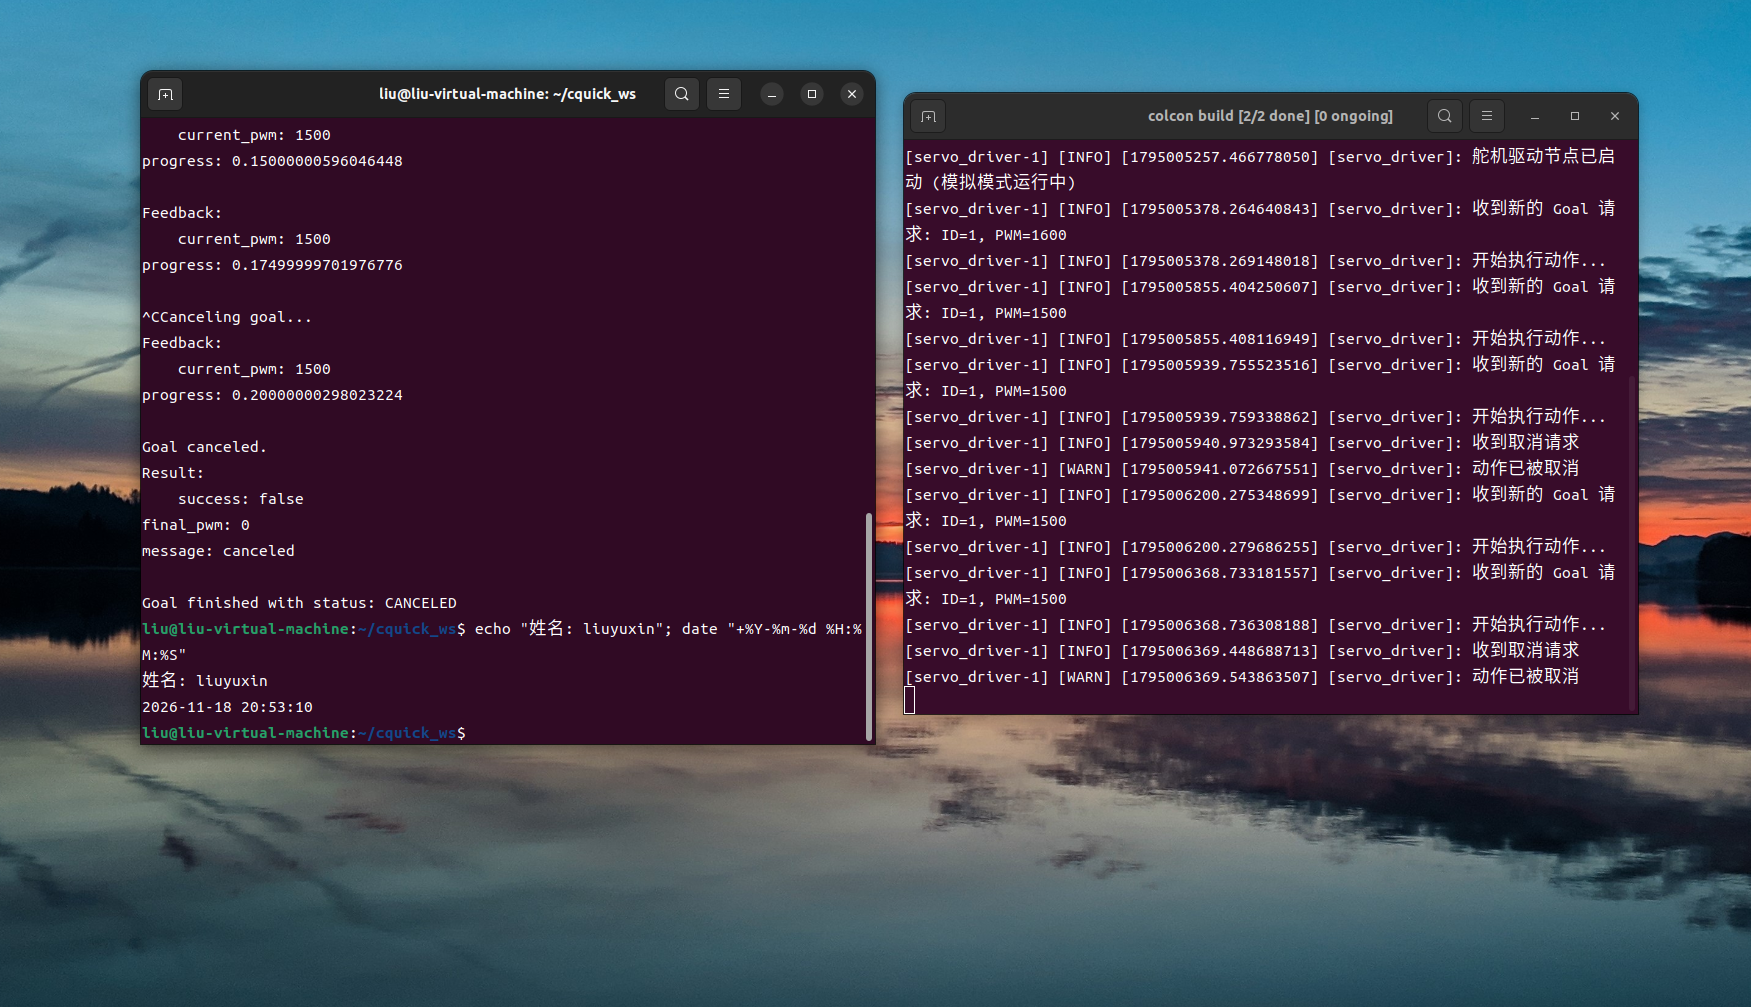 liu@liu-virtual-machine: ~/cquick_ws
    current_pwm: 1500
progress: 0.15000000596046448
Feedback:
    current_pwm: 1500
progress: 0.17499999701976776
^CCanceling goal...
Feedback:
    current_pwm: 1500
progress: 0.20000000298023224
Goal canceled.
Result:
    success: false
final_pwm: 0
message: canceled
Goal finished with status: CANCELED
liu@liu-virtual-machine:~/cquick_ws$ echo "姓名: liuyuxin"; date "+%Y-%m-%d %H:%
M:%S"
姓名: liuyuxin
2026-11-18 20:53:10
liu@liu-virtual-machine:~/cquick_ws$
colcon build [2/2 done] [0 ongoing]
[servo_driver-1] [INFO] [1795005257.466778050] [servo_driver]: 舵机驱动节点已启
动 (模拟模式运行中)
[servo_driver-1] [INFO] [1795005378.264640843] [servo_driver]: 收到新的 Goal 请
求: ID=1, PWM=1600
[servo_driver-1] [INFO] [1795005378.269148018] [servo_driver]: 开始执行动作...
[servo_driver-1] [INFO] [1795005855.404250607] [servo_driver]: 收到新的 Goal 请
求: ID=1, PWM=1500
[servo_driver-1] [INFO] [1795005855.408116949] [servo_driver]: 开始执行动作...
[servo_driver-1] [INFO] [1795005939.755523516] [servo_driver]: 收到新的 Goal 请
求: ID=1, PWM=1500
[servo_driver-1] [INFO] [1795005939.759338862] [servo_driver]: 开始执行动作...
[servo_driver-1] [INFO] [1795005940.973293584] [servo_driver]: 收到取消请求
[servo_driver-1] [WARN] [1795005941.072667551] [servo_driver]: 动作已被取消
[servo_driver-1] [INFO] [1795006200.275348699] [servo_driver]: 收到新的 Goal 请
求: ID=1, PWM=1500
[servo_driver-1] [INFO] [1795006200.279686255] [servo_driver]: 开始执行动作...
[servo_driver-1] [INFO] [1795006368.733181557] [servo_driver]: 收到新的 Goal 请
求: ID=1, PWM=1500
[servo_driver-1] [INFO] [1795006368.736308188] [servo_driver]: 开始执行动作...
[servo_driver-1] [INFO] [1795006369.448688713] [servo_driver]: 收到取消请求
[servo_driver-1] [WARN] [1795006369.543863507] [servo_driver]: 动作已被取消